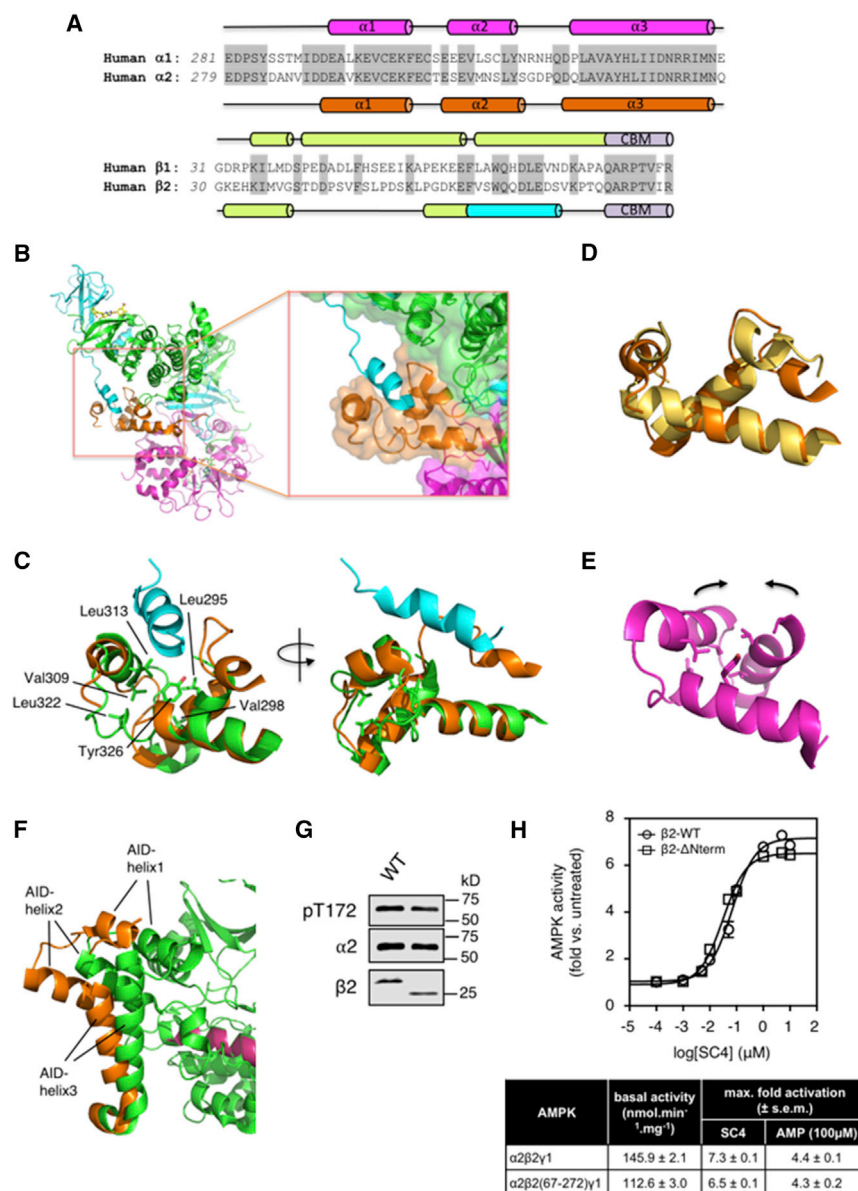 A
α1 α2 α3
Human α1: 281 EDPSYSSTMIDDEALKEVCEKFECSEEEVLSCLYNRNHQDPLAVAYHLIIDNRRIMNE
Human α2: 279 EDPSYDANVIDDEAVKEVCEKFECTESEVMNSLYSGDPQDQLAVAYHLIIDNRRIMNQ
α1 α2 α3
CBM
Human β1: 31 GDRPKILMDSPEDADLFHSEEIKAPEKEEFLAWQHDLEVNDKAPAQARPTVFR
Human β2: 30 GKEHKIMVGSTDDPSVFSLPDSKLPGDKEFVSWQQDLEDSVKPTQQARPTVIR
CBM
B
D
C
Leu313
Leu295
Val309
Leu322
Tyr326
Val298
E
F
AID-helix1
AID-helix2
AID-helix3
G
WT
kD
pT172
75
50
α2
75
50
β2
25
H
β2-WT
β2-ΔNterm
AMPK activity
(fold vs. untreated)
8
6
4
2
0
-5 -4 -3 -2 -1 0 1 2
log[SC4] (μM)
AMPK basal activity (nmol.min-1.mg-1) max. fold activation (± s.e.m.)
SC4 AMP (100μM)
α2β2γ1 145.9 ± 2.1 7.3 ± 0.1 4.4 ± 0.1
α2β2(67-272)γ1 112.6 ± 3.0 6.5 ± 0.1 4.3 ± 0.2